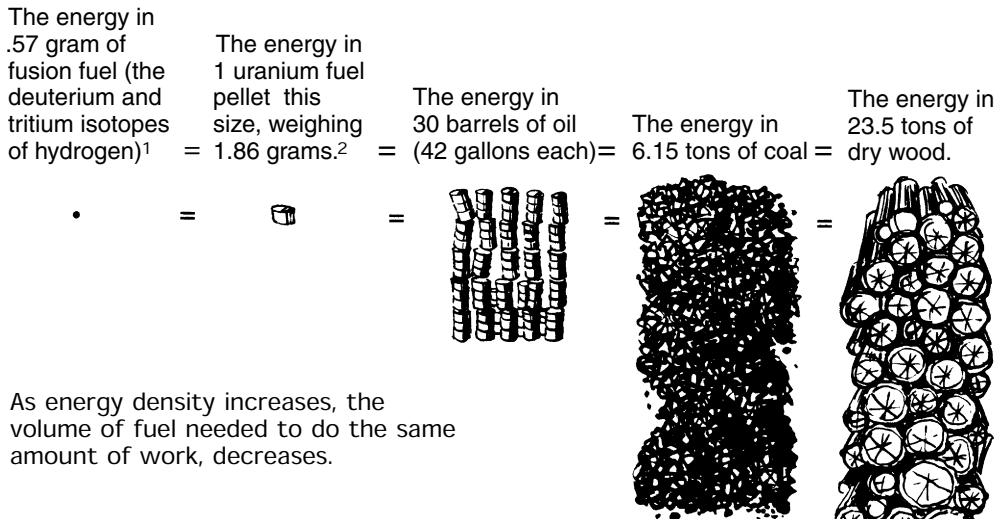 The energy in
.57 gram of
fusion fuel (the
deuterium and
tritium isotopes
of hydrogen)1
=
The energy in
1 uranium fuel
pellet this
size, weighing
1.86 grams.2
=
The energy in
30 barrels of oil
(42 gallons each)=
The energy in
6.15 tons of coal =
The energy in
23.5 tons of
dry wood.
= = = =
As energy density increases, the
volume of fuel needed to do the same
amount of work, decreases.